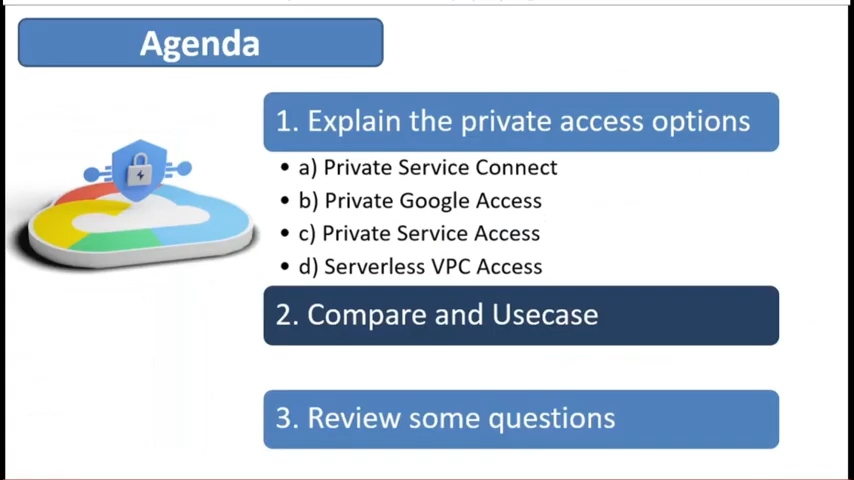 Agenda
1. Explain the private access options
• a) Private Service Connect
• b) Private Google Access
• c) Private Service Access
• d) Serverless VPC Access
2. Compare and Usecase
3. Review some questions